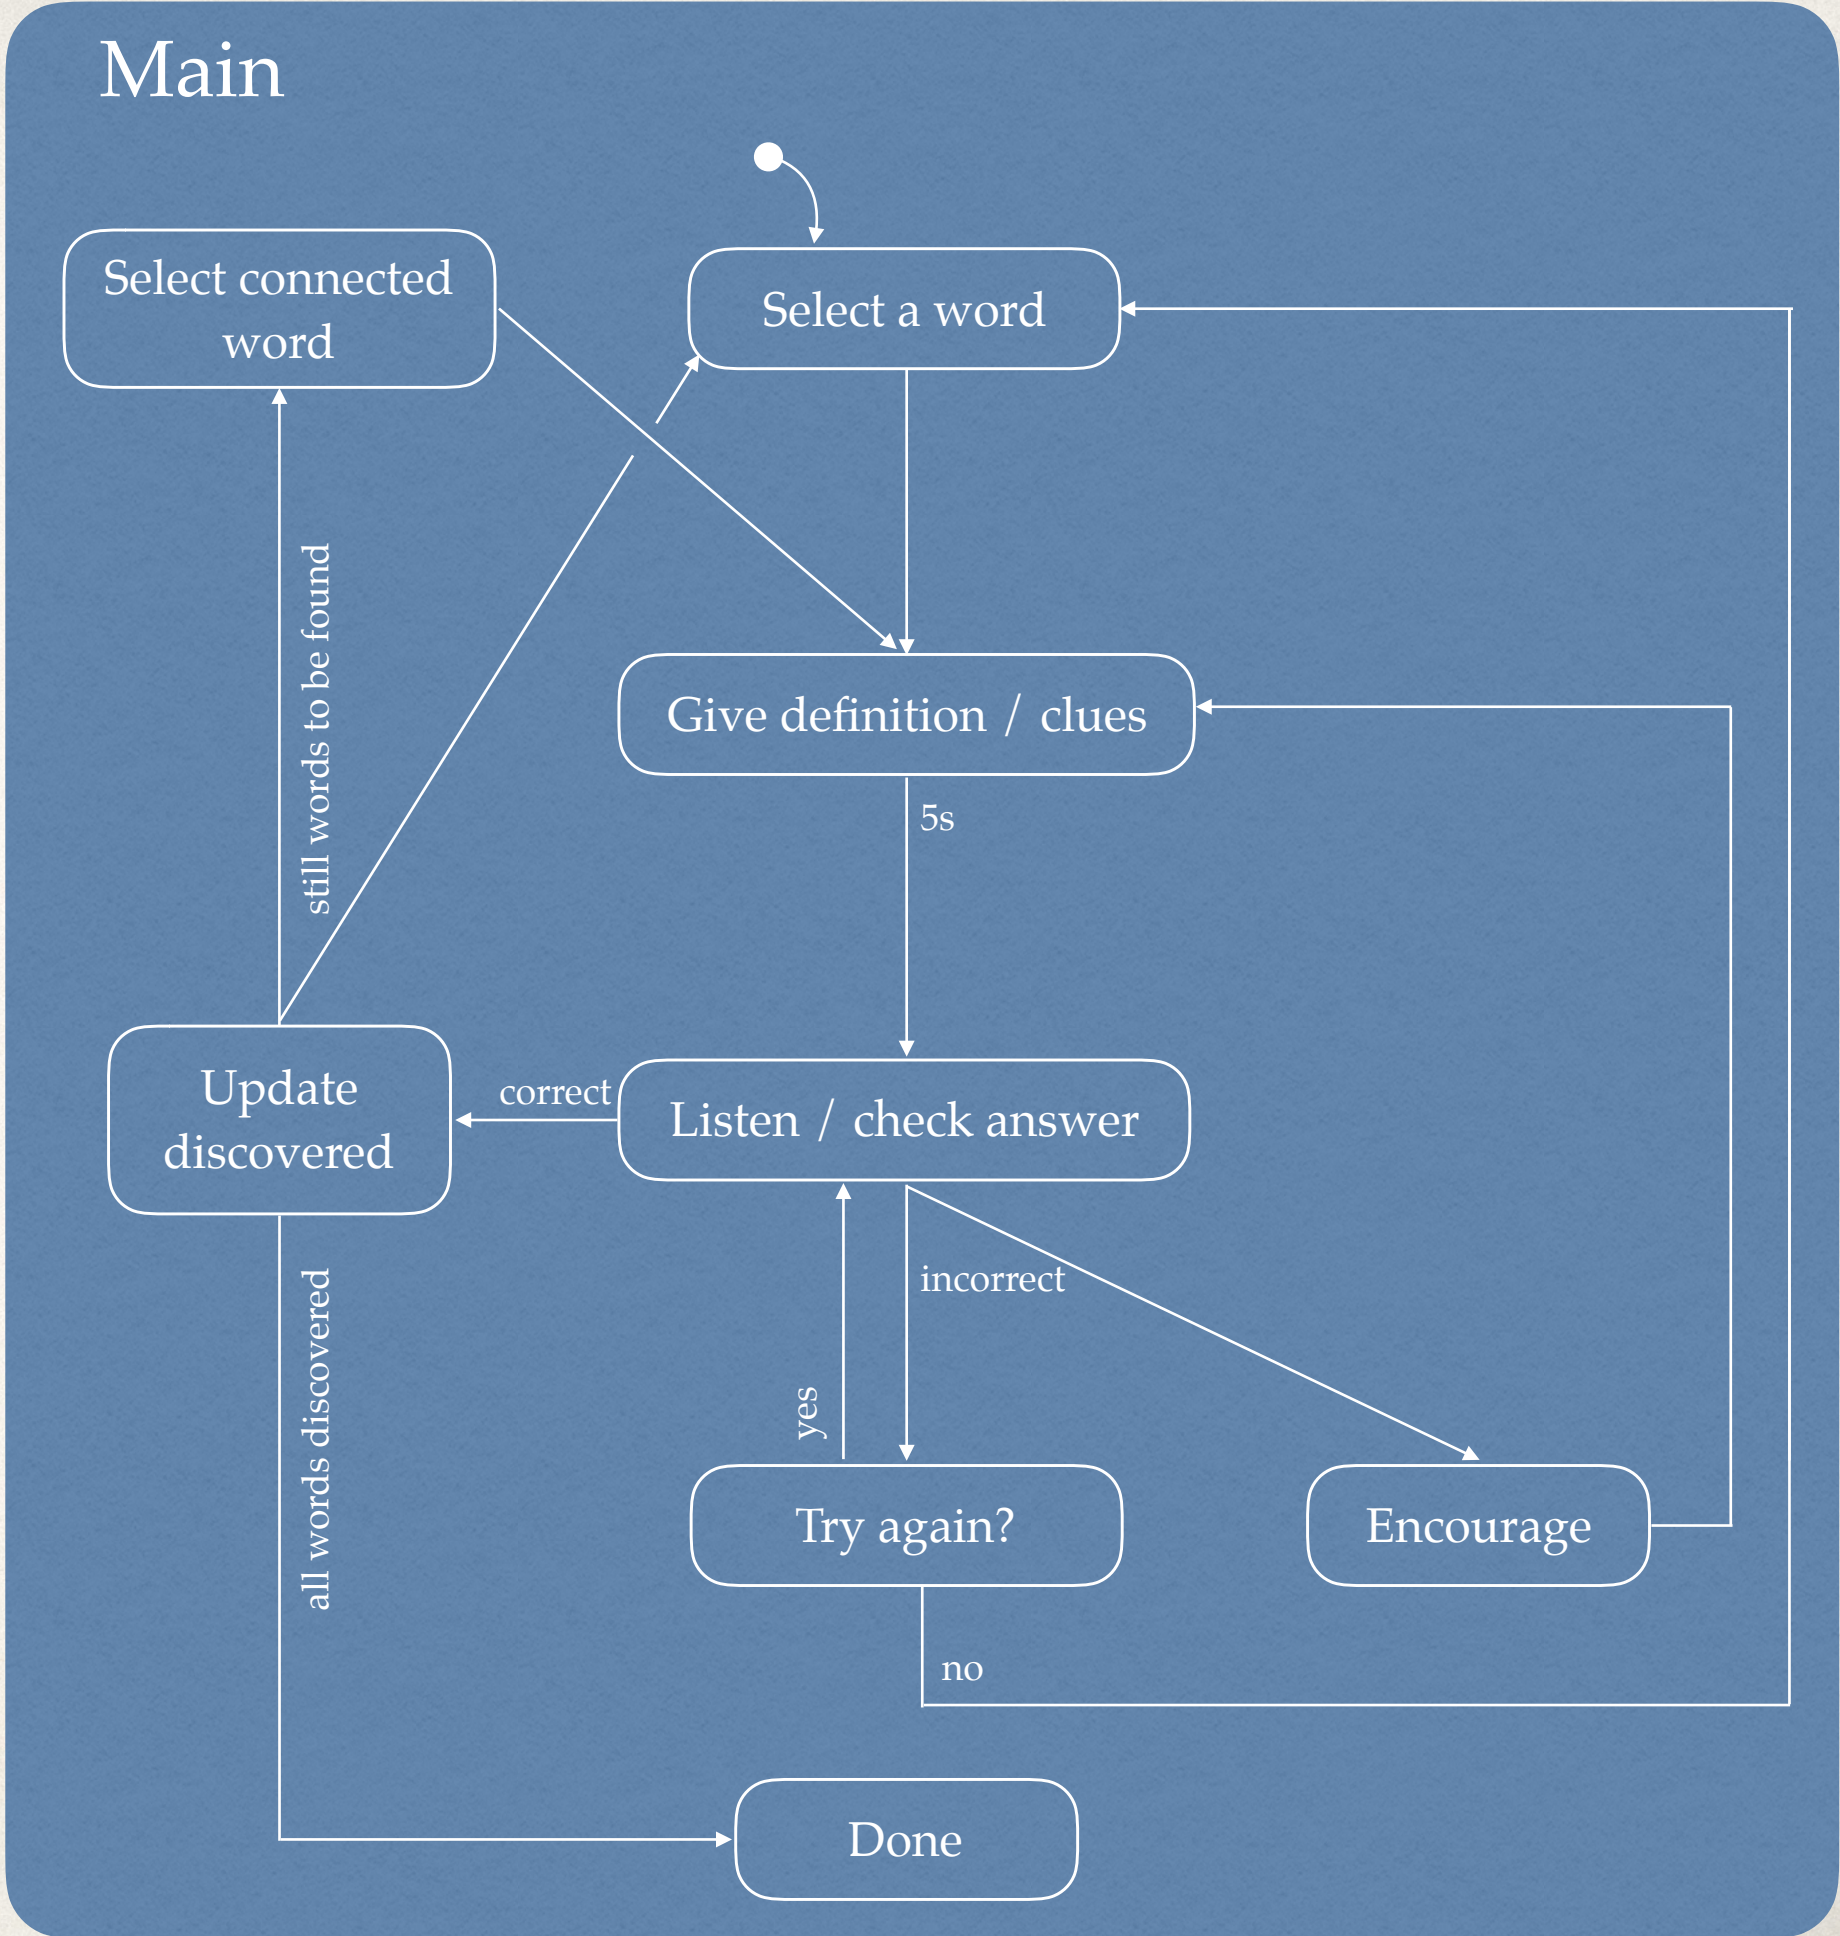 Main
Select connected
word
Select a word
still words to be found
Give definition / clues
5s
Update
discovered
correct
Listen / check answer
incorrect
yes
all words discovered
Try again?
Encourage
no
Done